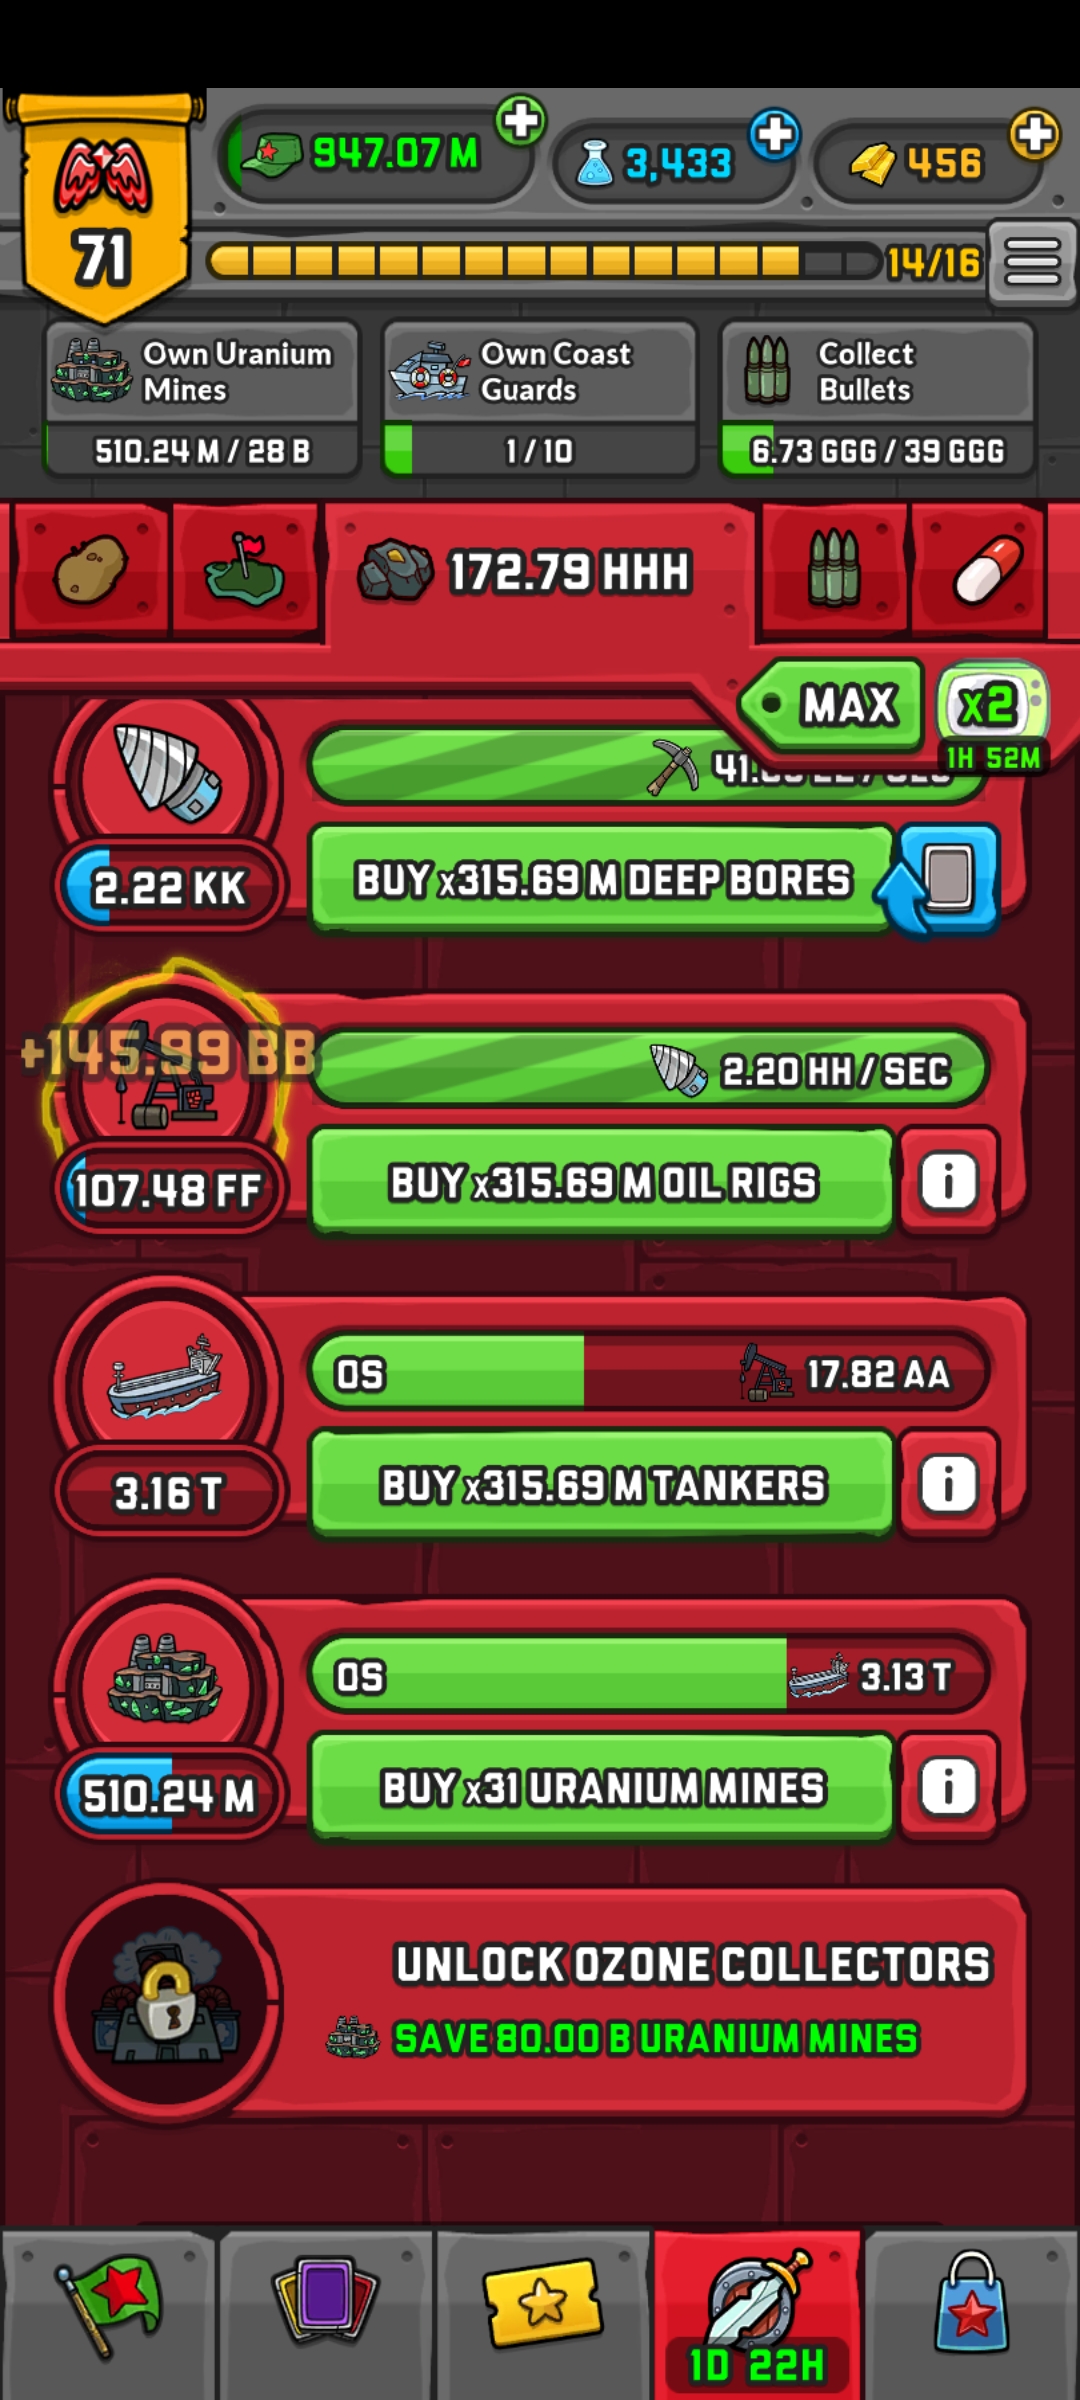 947.07 M
3,433
456
71
14/16
Own Uranium
Mines
510.24 M / 28 B
Own Coast
Guards
1 / 10
Collect
Bullets
6.73 GGG / 39 GGG
172.79 HHH
MAX
x2
1H 52M
2.22 KK
BUY x315.69 M DEEP BORES
+145.99 BB
2.20 HH / SEC
107.48 FF
BUY x315.69 M OIL RIGS
i
0S
17.82 AA
3.16 T
BUY x315.69 M TANKERS
i
0S
3.13 T
510.24 M
BUY x31 URANIUM MINES
i
UNLOCK OZONE COLLECTORS
SAVE 80.00 B URANIUM MINES
1D 22H